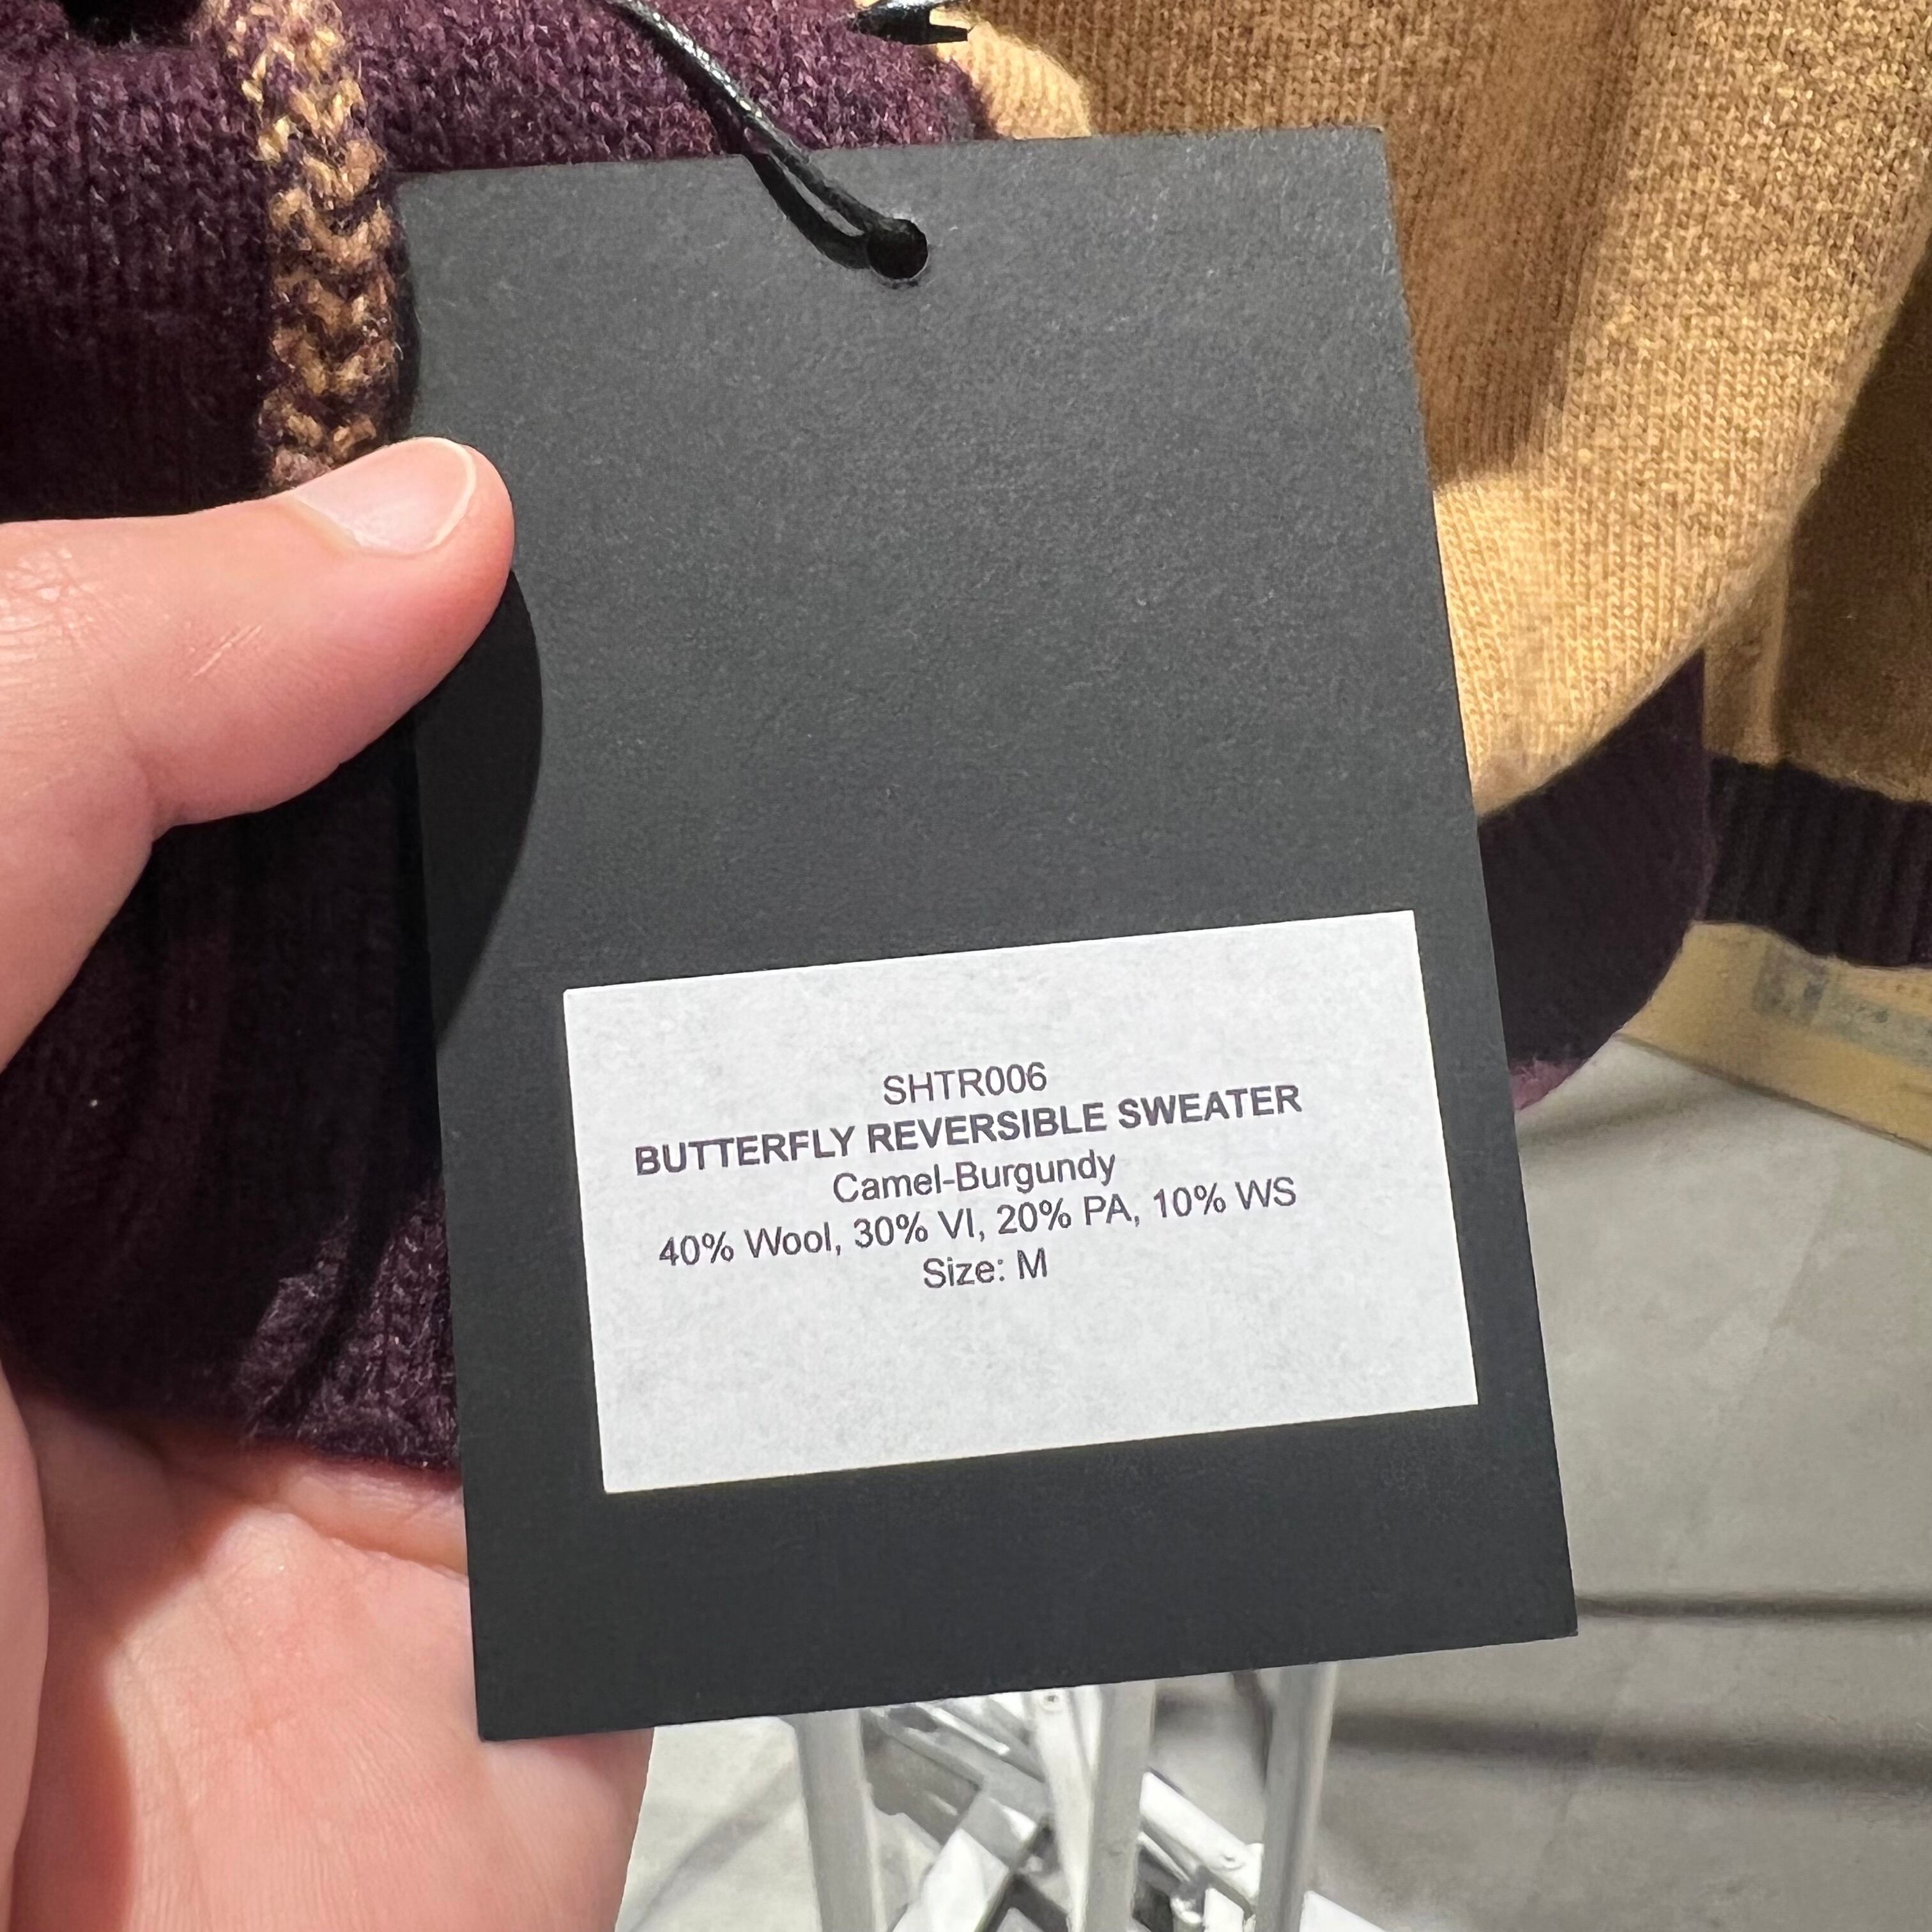 SHTR006
BUTTERFLY REVERSIBLE SWEATER
Camel-Burgundy
40% Wool, 30% VI, 20% PA, 10% WS
Size: M